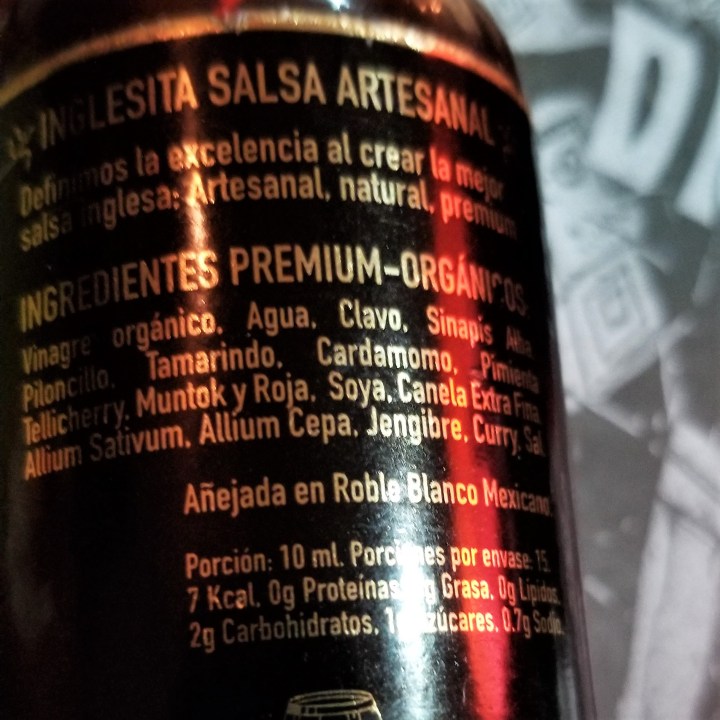 INGLESITA SALSA ARTESANAL
Definimos la excelencia al crear la mejor
salsa inglesa: Artesanal, natural, premium
INGREDIENTES PREMIUM-ORGÁNICOS:
Vinagre orgánico, Agua, Clavo, Sinapis Alba,
Piloncillo, Tamarindo, Cardamomo, Pimienta
Tellicherry, Muntok y Roja, Soya, Canela Extra Fina,
Allium Sativum, Allium Cepa, Jengibre, Curry, Sal.
Añejada en Roble Blanco Mexicano.
Porción: 10 ml. Porciones por envase: 15.
7 Kcal, 0g Proteínas, Grasa, 0g Lípidos,
2g Carbohidratos, Azúcares, 0.7g Sodio.